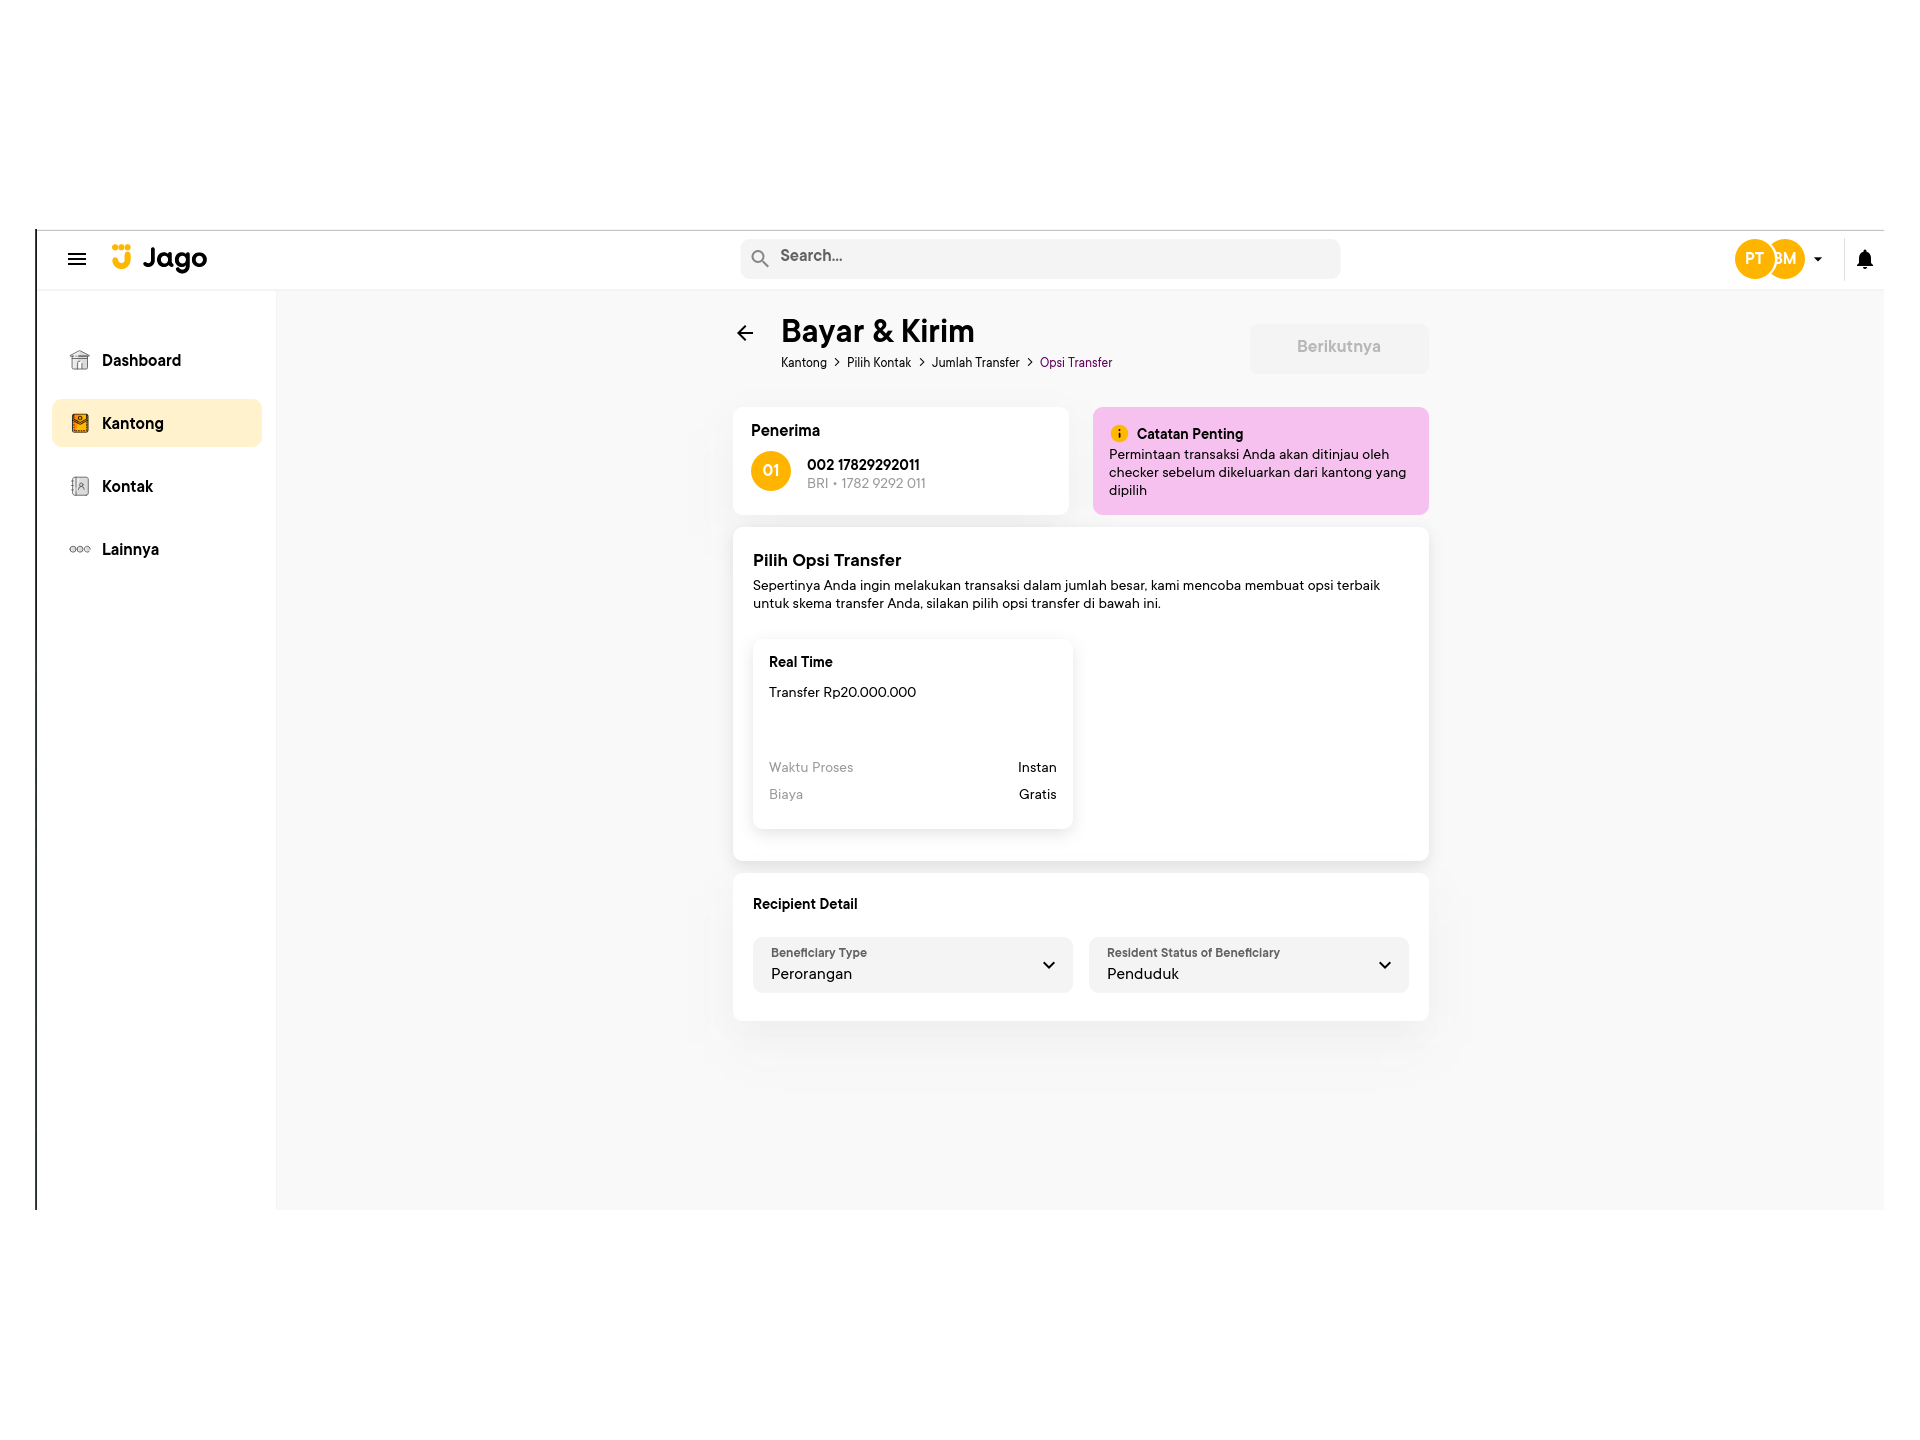 Jago
Search...
PT
BM
Dashboard
Kantong
Kontak
Lainnya
Bayar & Kirim
Kantong > Pilih Kontak > Jumlah Transfer > Opsi Transfer
Berikutnya
Penerima
01
002 17829292011
BRI • 1782 9292 011
Catatan Penting
Permintaan transaksi Anda akan ditinjau oleh
checker sebelum dikeluarkan dari kantong yang
dipilih
Pilih Opsi Transfer
Sepertinya Anda ingin melakukan transaksi dalam jumlah besar, kami mencoba membuat opsi terbaik
untuk skema transfer Anda, silakan pilih opsi transfer di bawah ini.
Real Time
Transfer Rp20.000.000
Waktu Proses Instan
Biaya Gratis
Recipient Detail
Beneficiary Type
Perorangan
Resident Status of Beneficiary
Penduduk